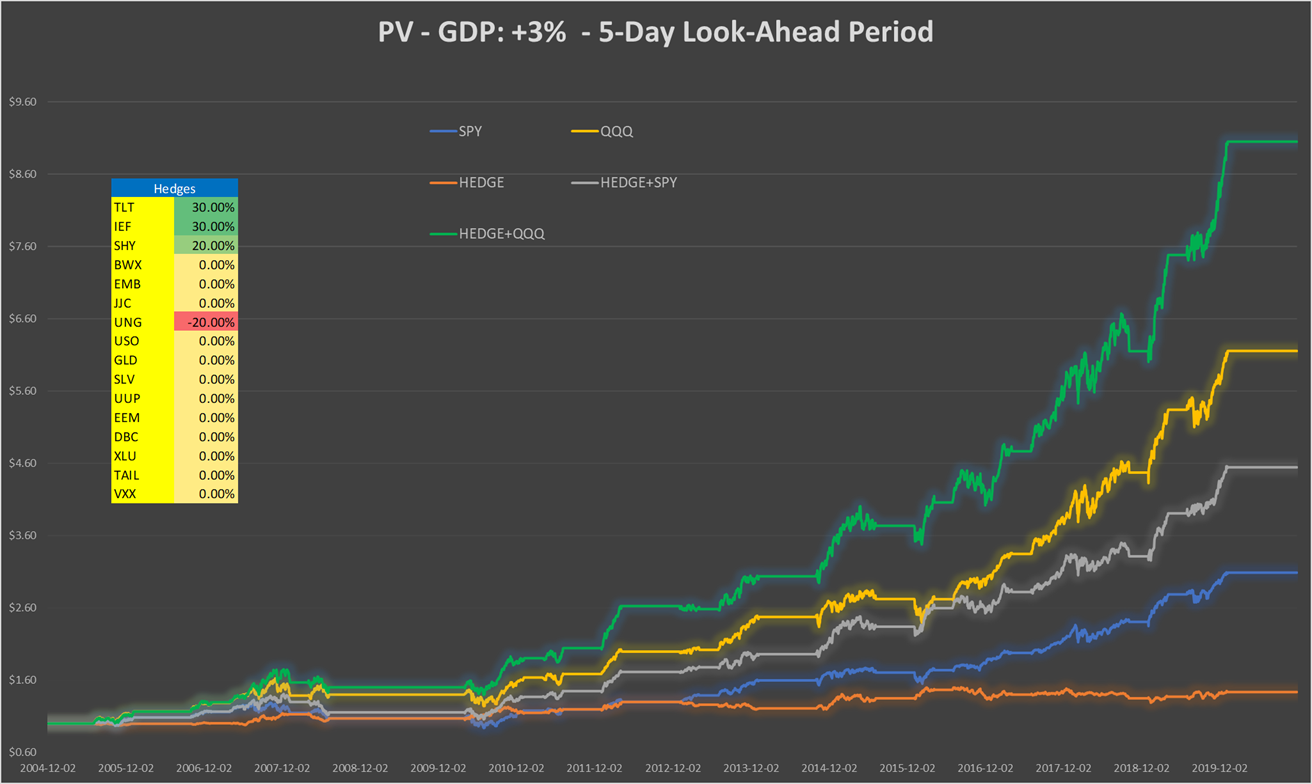 PV - GDP: +3%  - 5-Day Look-Ahead Period
$9.60
SPY QQQ
$8.60
HEDGE HEDGE+SPY
Hedges
TLT 30.00%
IEF 30.00%
HEDGE+QQQ
$7.60
SHY 20.00%
BWX 0.00%
EMB 0.00%
JJC 0.00%
$6.60
UNG -20.00%
USO 0.00%
GLD 0.00%
SLV 0.00%
$5.60
UUP 0.00%
EEM 0.00%
DBC 0.00%
XLU 0.00%
$4.60
TAIL 0.00%
VXX 0.00%
$3.60
$2.60
$1.60
$0.60
2004-12-02 2005-12-02 2006-12-02 2007-12-02 2008-12-02 2009-12-02 2010-12-02 2011-12-02 2012-12-02 2013-12-02 2014-12-02 2015-12-02 2016-12-02 2017-12-02 2018-12-02 2019-12-02